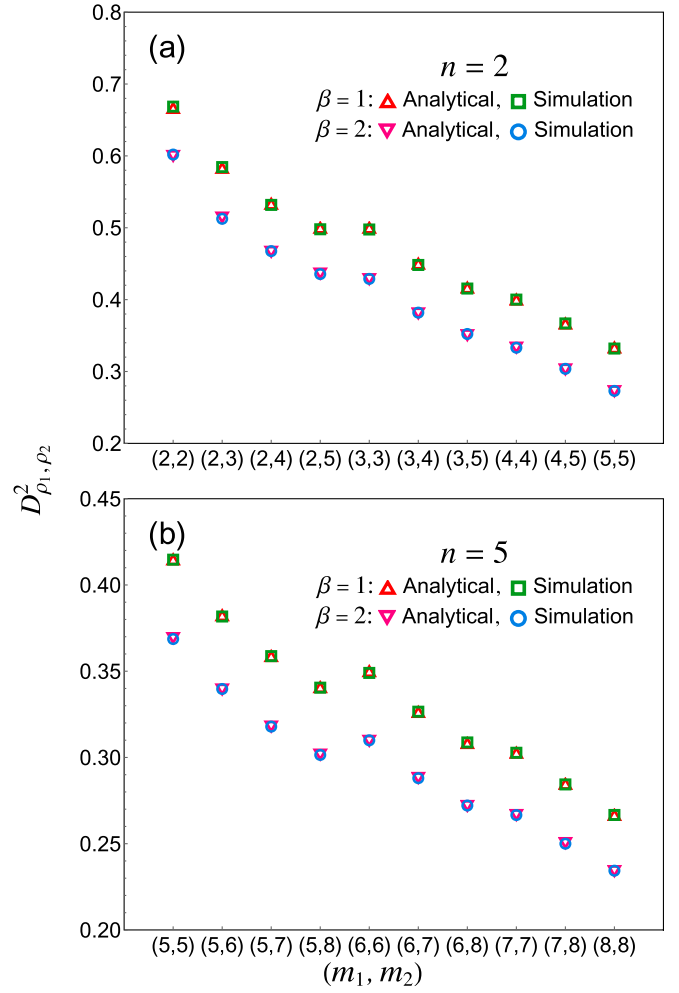 (a)
n = 2
β = 1: Analytical, Simulation
β = 2: Analytical, Simulation
0.8
0.7
0.6
0.5
0.4
0.3
0.2
(2,2) (2,3) (2,4) (2,5) (3,3) (3,4) (3,5) (4,4) (4,5) (5,5)
D²ρ₁, ρ₂
(b)
n = 5
β = 1: Analytical, Simulation
β = 2: Analytical, Simulation
0.45
0.40
0.35
0.30
0.25
0.20
(5,5) (5,6) (5,7) (5,8) (6,6) (6,7) (6,8) (7,7) (7,8) (8,8)
(m₁, m₂)